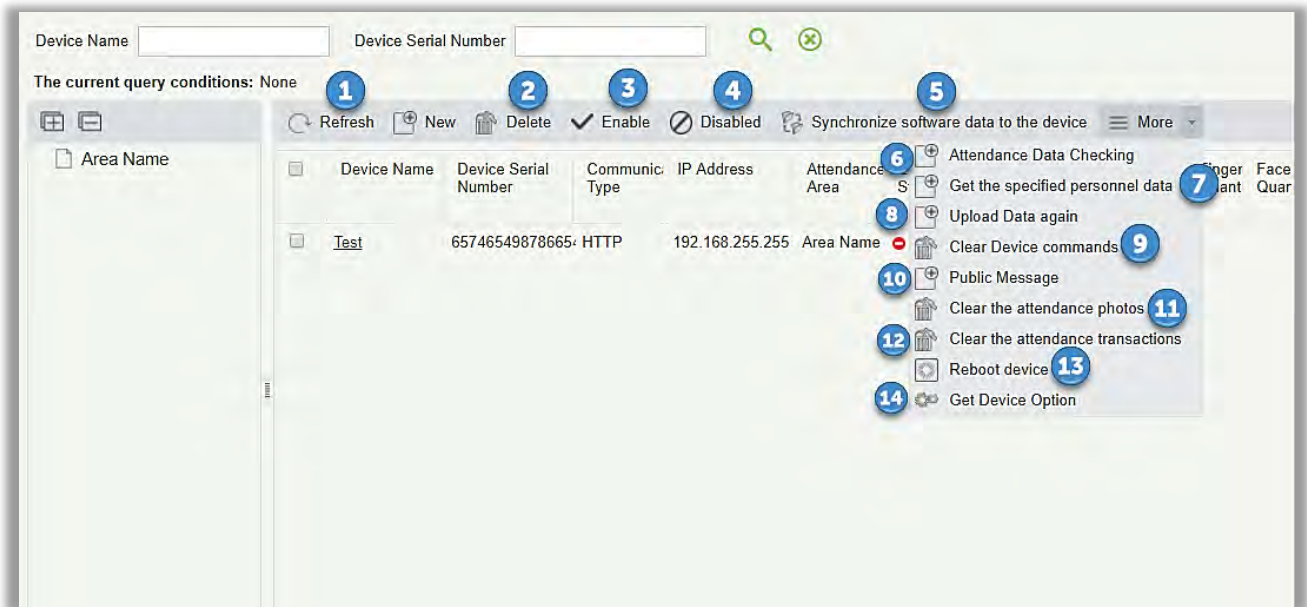 Device Name Device Serial Number
The current query conditions: None
1 2 3 4 5
Refresh New Delete Enable Disabled Synchronize software data to the device More
Area Name
Device Name Device Serial Number Communic Type IP Address Attendance Area S Face Quar
Test 657465498786654 HTTP 192.168.255.255 Area Name
6 Attendance Data Checking
Get the specified personnel data 7
8 Upload Data again
Clear Device commands 9
10 Public Message
Clear the attendance photos 11
12 Clear the attendance transactions
Reboot device 13
14 Get Device Option